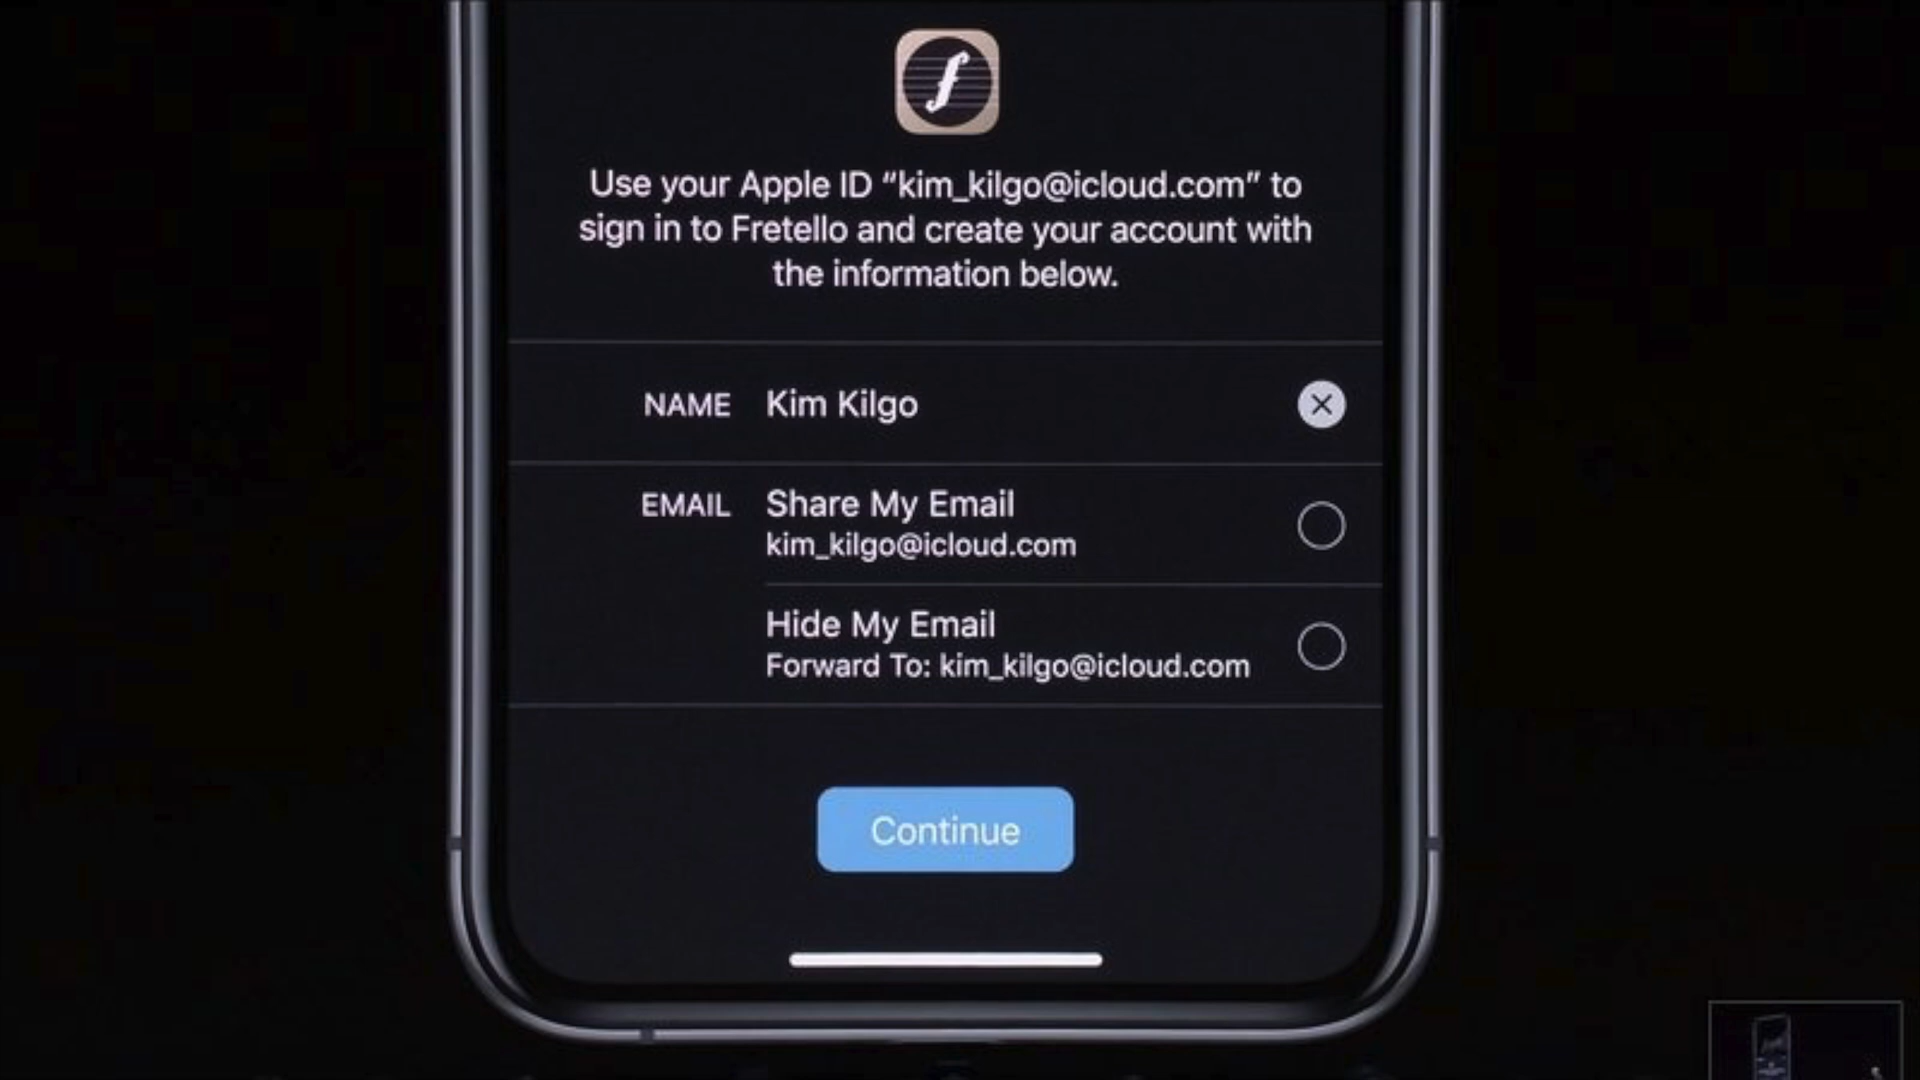 f
Use your Apple ID “kim_kilgo@icloud.com” to
sign in to Fretello and create your account with
the information below.
NAME Kim Kilgo
EMAIL Share My Email
kim_kilgo@icloud.com
Hide My Email
Forward To: kim_kilgo@icloud.com
Continue